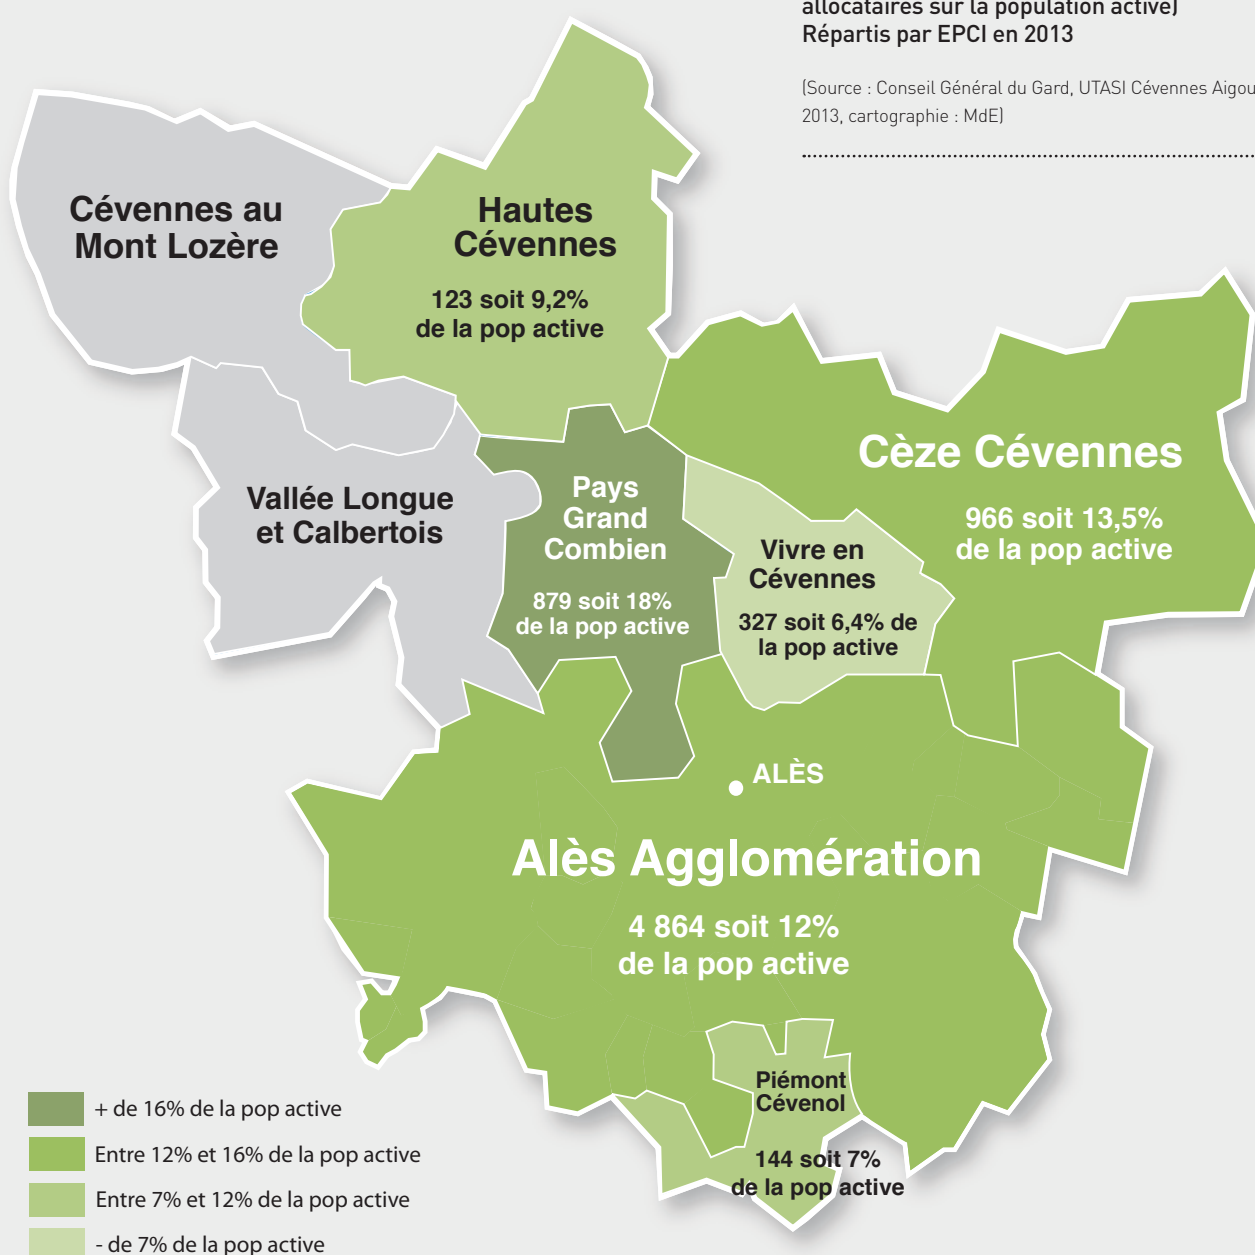 allocataires sur la population active)
Répartis par EPCI en 2013
(Source : Conseil Général du Gard, UTASI Cévennes
2013, cartographie : MdE)
Cévennes au
Mont Lozère
Hautes
Cévennes
123 soit 9,2%
de la pop active
Cèze Cévennes
966 soit 13,5%
de la pop active
Vallée Longue
et Calbertois
Pays
Grand
Combien
879 soit 18%
de la pop active
Vivre en
Cévennes
327 soit 6,4% de
la pop active
ALÈS
Alès Agglomération
4 864 soit 12%
de la pop active
Piémont
Cévenol
144 soit 7%
de la pop active
+ de 16% de la pop active
Entre 12% et 16% de la pop active
Entre 7% et 12% de la pop active
- de 7% de la pop active